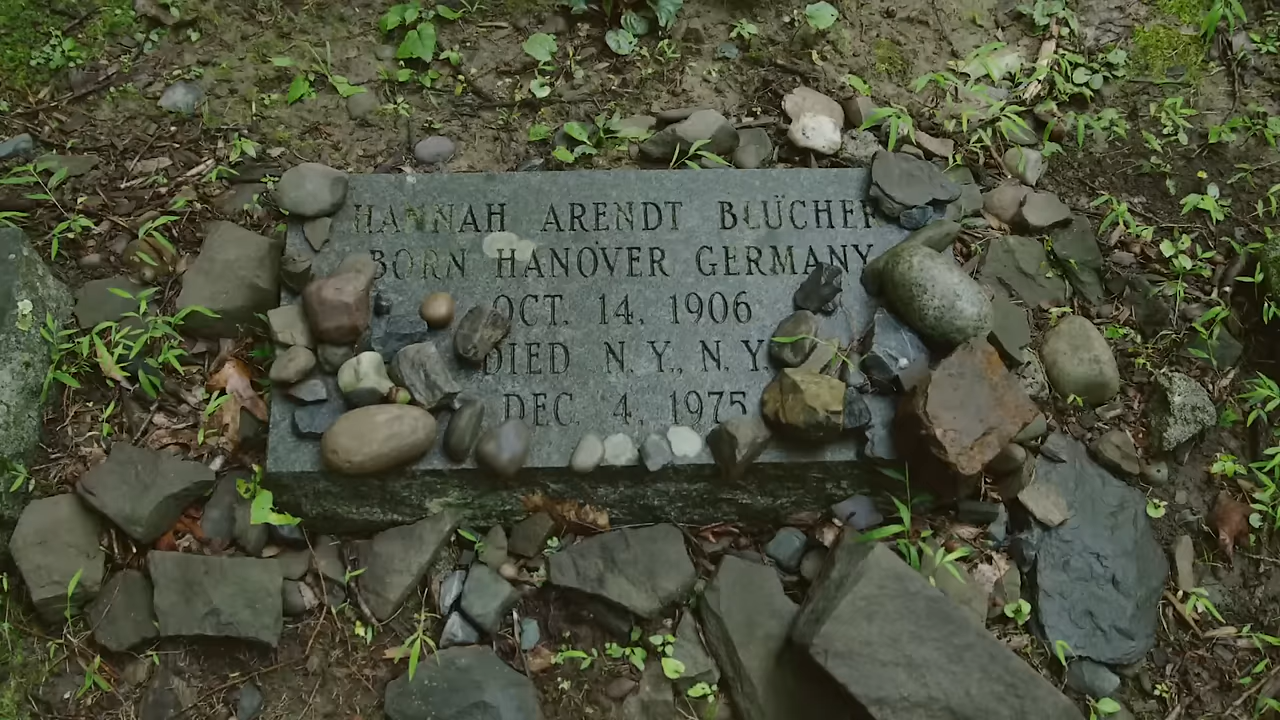 HANNAH ARENDT BLÜCHER
BORN HANOVER GERMANY
OCT. 14, 1906
DIED N.Y., N.Y.
DEC. 4, 1975